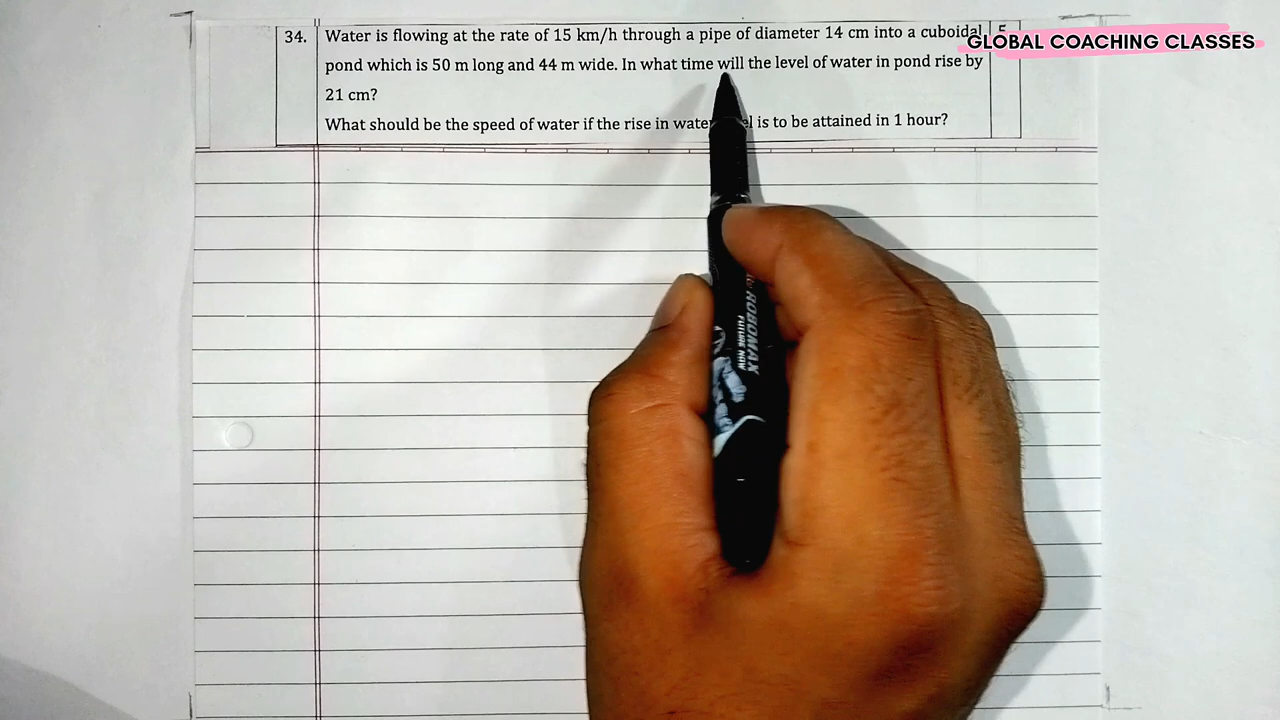 34. Water is flowing at the rate of 15 km/h through a pipe of diameter 14 cm into a cuboidal
GLOBAL COACHING CLASSES
pond which is 50 m long and 44 m wide. In what time will the level of water in pond rise by
21 cm?
What should be the speed of water if the rise in water is to be attained in 1 hour?
ROBOMAX
FUTURE NOW